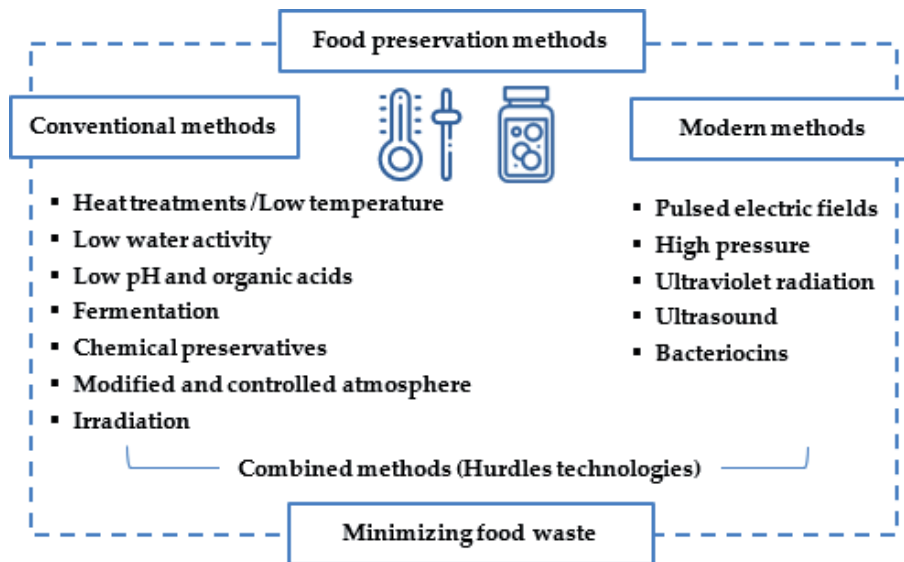 Food preservation methods
Conventional methods
Modern methods
▪ Heat treatments /Low temperature
▪ Low water activity
▪ Low pH and organic acids
▪ Fermentation
▪ Chemical preservatives
▪ Modified and controlled atmosphere
▪ Irradiation
▪ Pulsed electric fields
▪ High pressure
▪ Ultraviolet radiation
▪ Ultrasound
▪ Bacteriocins
Combined methods (Hurdles technologies)
Minimizing food waste